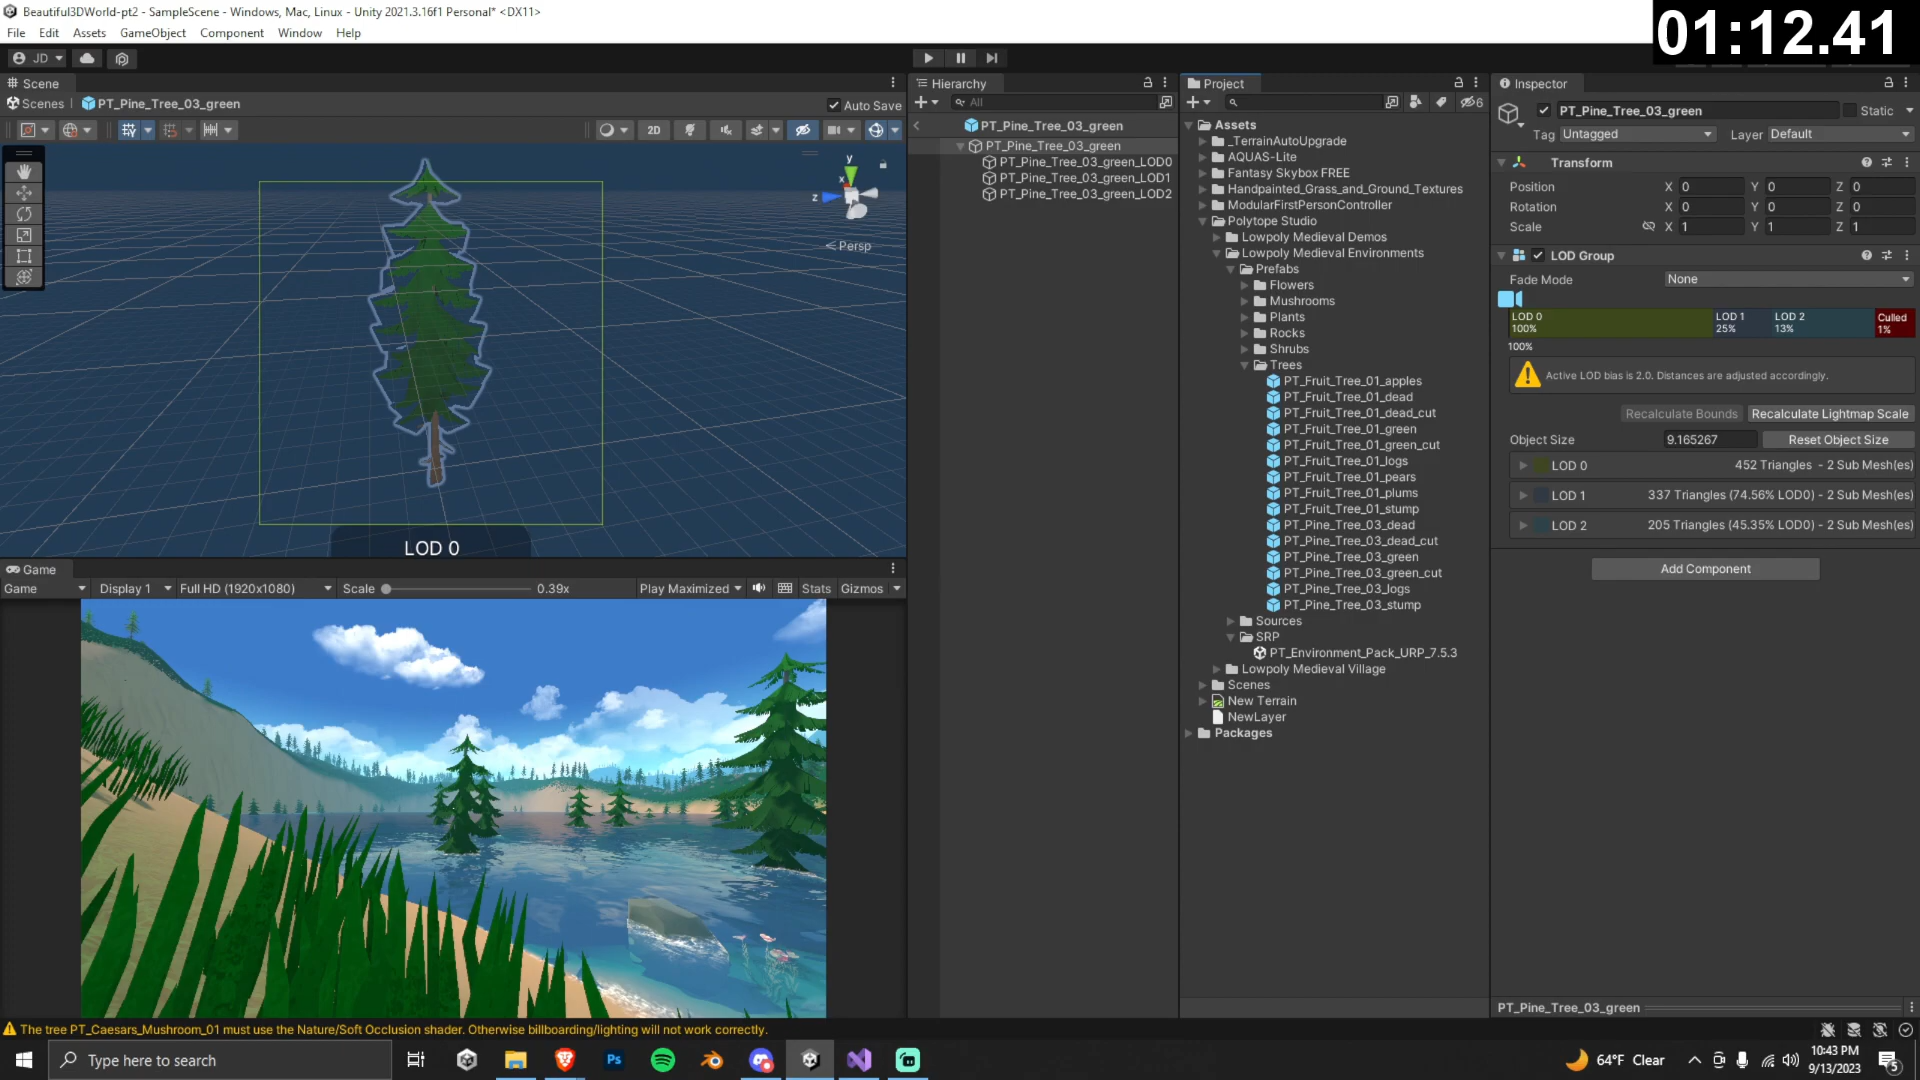 Beautiful3DWorld-pt2 - SampleScene - Windows, Mac, Linux - Unity 2021.3.16f1 Personal* <DX11>
01:12.41
File Edit Assets GameObject Component Window Help
JD
Scene
Scenes PT_Pine_Tree_03_green
Auto Save
2D
y
x
z
< Persp
LOD 0
Game
Game Display 1 Full HD (1920x1080) Scale 0.39x Play Maximized Stats Gizmos
Hierarchy
All
PT_Pine_Tree_03_green
PT_Pine_Tree_03_green
PT_Pine_Tree_03_green_LOD0
PT_Pine_Tree_03_green_LOD1
PT_Pine_Tree_03_green_LOD2
Project
6
Assets
_TerrainAutoUpgrade
AQUAS-Lite
Fantasy Skybox FREE
Handpainted_Grass_and_Ground_Textures
ModularFirstPersonController
Polytope Studio
Lowpoly Medieval Demos
Lowpoly Medieval Environments
Prefabs
Flowers
Mushrooms
Plants
Rocks
Shrubs
Trees
PT_Fruit_Tree_01_apples
PT_Fruit_Tree_01_dead
PT_Fruit_Tree_01_dead_cut
PT_Fruit_Tree_01_green
PT_Fruit_Tree_01_green_cut
PT_Fruit_Tree_01_logs
PT_Fruit_Tree_01_pears
PT_Fruit_Tree_01_plums
PT_Fruit_Tree_01_stump
PT_Pine_Tree_03_dead
PT_Pine_Tree_03_dead_cut
PT_Pine_Tree_03_green
PT_Pine_Tree_03_green_cut
PT_Pine_Tree_03_logs
PT_Pine_Tree_03_stump
Sources
SRP
PT_Environment_Pack_URP_7.5.3
Lowpoly Medieval Village
Scenes
New Terrain
NewLayer
Packages
Inspector
PT_Pine_Tree_03_green Static
Tag Untagged Layer Default
Transform
Position X 0 Y 0 Z 0
Rotation X 0 Y 0 Z 0
Scale X 1 Y 1 Z 1
LOD Group
Fade Mode None
LOD 0 LOD 1 LOD 2 Culled
100% 25% 13% 1%
100%
Active LOD bias is 2.0. Distances are adjusted accordingly.
Recalculate Bounds Recalculate Lightmap Scale
Object Size 9.165267 Reset Object Size
LOD 0 452 Triangles - 2 Sub Mesh(es)
LOD 1 337 Triangles (74.56% LOD0) - 2 Sub Mesh(es)
LOD 2 205 Triangles (45.35% LOD0) - 2 Sub Mesh(es)
Add Component
PT_Pine_Tree_03_green
The tree PT_Caesars_Mushroom_01 must use the Nature/Soft Occlusion shader. Otherwise billboarding/lighting will not work correctly.
Type here to search
Ps
64°F Clear
10:43 PM
9/13/2023
5